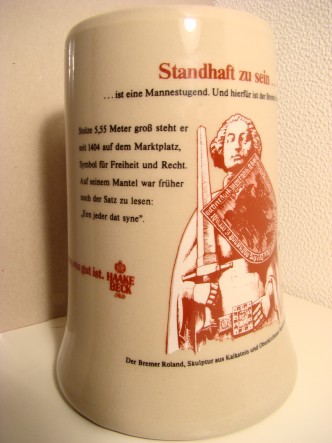 Standhaft zu sein ...
... ist eine Mannestugend. Und hierfür ist der Bremer
Stolze 5,55 Meter groß steht er
seit 1404 auf dem Marktplatz,
Symbol für Freiheit und Recht.
Auf seinem Mantel war früher
noch der Satz zu lesen:
„Een jeder dat syne".
gut ist.
HAAKE
BECK
Der Bremer Roland, Skulptur aus Kalkstein und